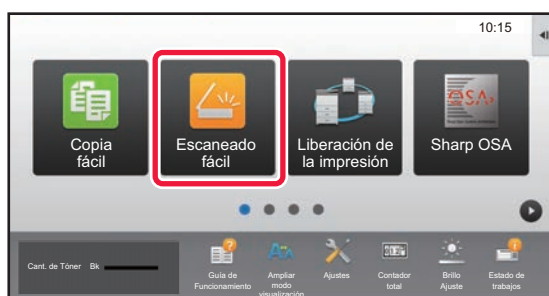 10:15
Copia
fácil
Escaneado
fácil
Liberación de
la impresión
OSA
Sharp OSA
Cant. de Tóner Bk
Guía de
Funcionamiento
Ampliar
modo
visualización
Ajustes
Contador
total
Brillo
Ajuste
Estado de
trabajos